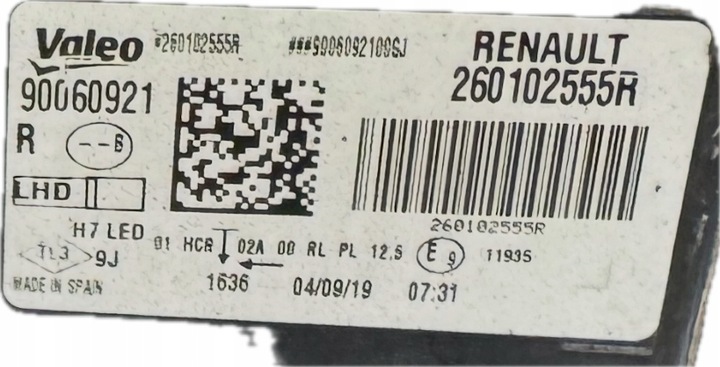 Valeo *260102555R ###90060921009J RENAULT
90060921 260102555R
R --6
LHD
260102555R
H7 LED 01 HCR 02A 00 RL PL 12.5 E 9 11935
TL3 9J 1636 04/09/19 07:31
MADE IN SPAIN